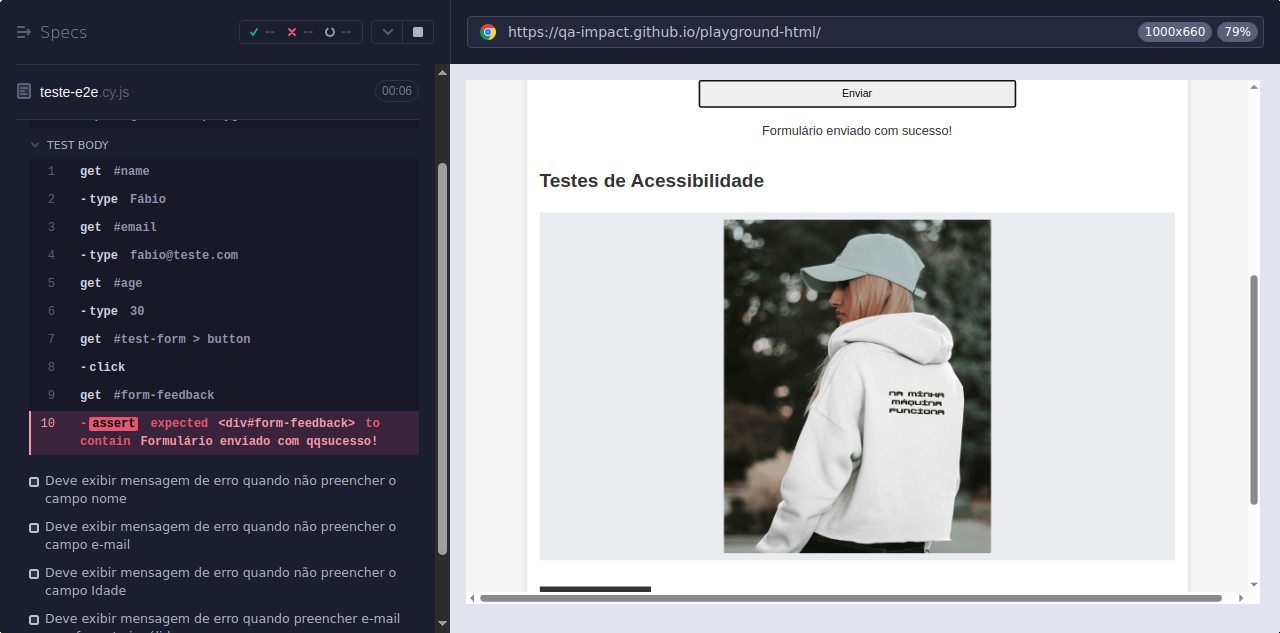 Specs
-- -- --
https://qa-impact.github.io/playground-html/
1000x660
79%
teste-e2e.cy.js
00:06
TEST BODY
1 get #name
2 -type Fábio
3 get #email
4 -type fabio@teste.com
5 get #age
6 -type 30
7 get #test-form > button
8 -click
9 get #form-feedback
10 -assert expected <div#form-feedback> to
contain Formulário enviado com qqsucesso!
Deve exibir mensagem de erro quando não preencher o
campo nome
Deve exibir mensagem de erro quando não preencher o
campo e-mail
Deve exibir mensagem de erro quando não preencher o
campo Idade
Deve exibir mensagem de erro quando preencher e-mail
Enviar
Formulário enviado com sucesso!
Testes de Acessibilidade
NA MINHA
MÁQUINA
FUNCIONA